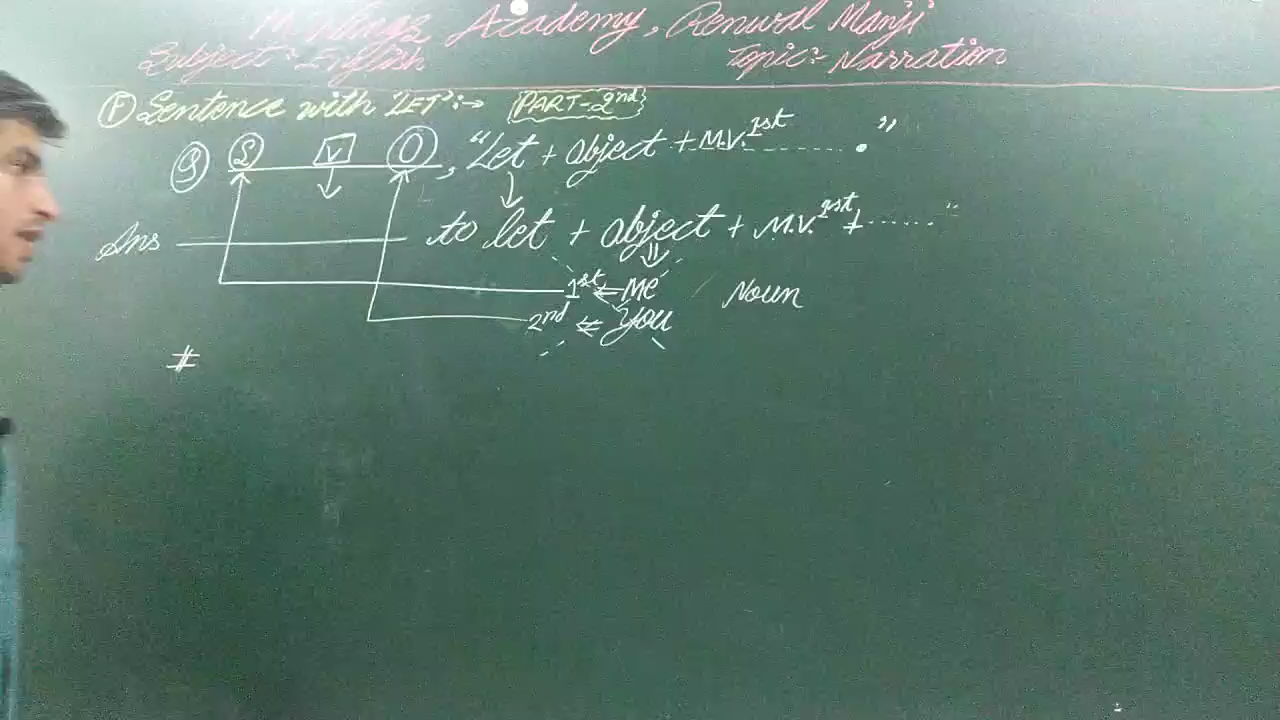 Academy, Renwal Manji
Subject:- English Topic:- Narration
(F) Sentence with 'LET':→ PART-2nd
(Q) (S) [V] (O), "Let + object + M.V.1st ........ ."
Ans to let + object + M.V.1st + ......
1st ⇐ Me Noun
2nd ⇐ You
#